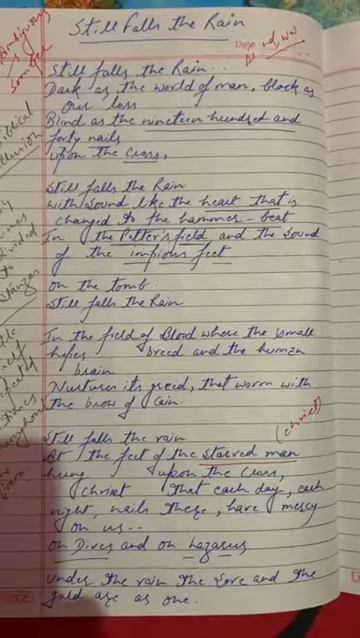 Still Falls the Rain
Date
2nd, WW
Still falls the Rain...
Dark as the world of man, black as
our loss
Blind as the nineteen hundred and
forty nails
upon the Cross,
Still falls the Rain
with sound like the heart that is
changed to the hammer-beat
In the Potter's field and the sound
of the impious feet
on the tomb:
Still falls the Rain
In the field of Blood where the small
hopes breed and the human
brain
Nurtures its greed, that worm with
the brow of Cain.
Still falls the rain
(Christ)
At the feet of the starved man
hung upon the Cross,
Christ that each day, each
night, nails there, have mercy
on us--
on Dives and on Lazarus
under the rain the sore and the
gold are as one.